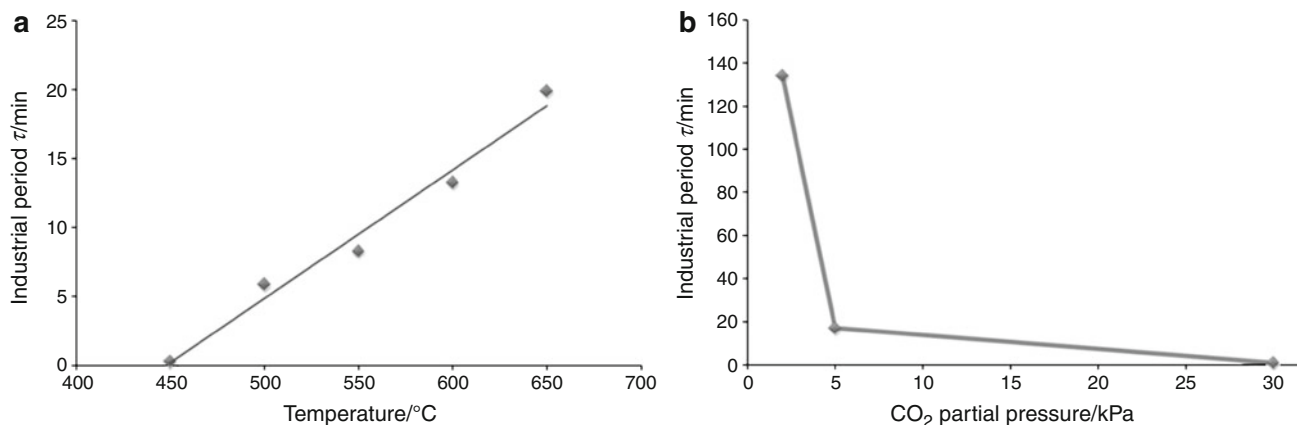 a
25
20
15
10
5
0
400 450 500 550 600 650 700
Industrial period τ/min
Temperature/°C
b
160
140
120
100
80
60
40
20
0
0 5 10 15 20 25 30
Industrial period τ/min
CO₂ partial pressure/kPa